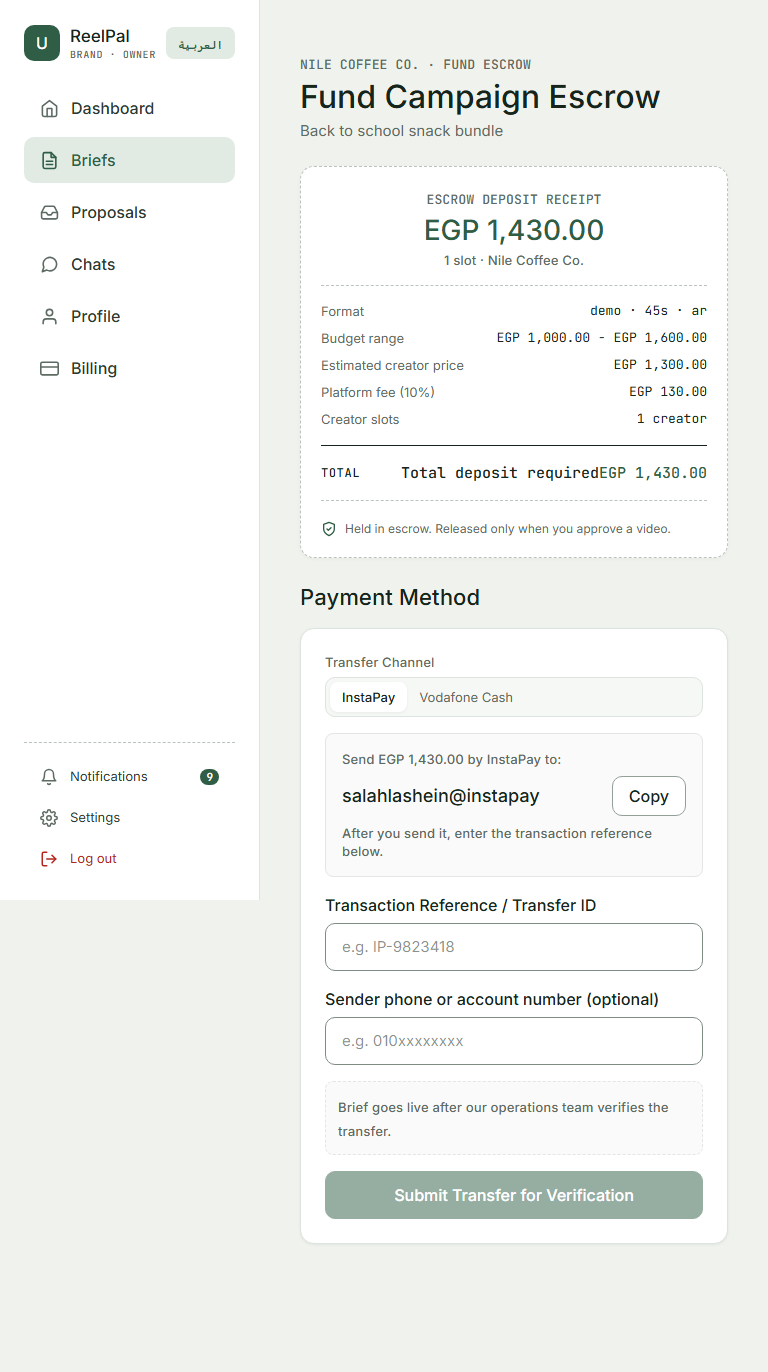 U
ReelPal
BRAND · OWNER
العربية
Dashboard
Briefs
Proposals
Chats
Profile
Billing
Notifications 9
Settings
Log out
NILE COFFEE CO. · FUND ESCROW
Fund Campaign Escrow
Back to school snack bundle
ESCROW DEPOSIT RECEIPT
EGP 1,430.00
1 slot · Nile Coffee Co.
Format demo · 45s · ar
Budget range EGP 1,000.00 - EGP 1,600.00
Estimated creator price EGP 1,300.00
Platform fee (10%) EGP 130.00
Creator slots 1 creator
TOTAL Total deposit requiredEGP 1,430.00
Held in escrow. Released only when you approve a video.
Payment Method
Transfer Channel
InstaPay Vodafone Cash
Send EGP 1,430.00 by InstaPay to:
salahlashein@instapay Copy
After you send it, enter the transaction reference
below.
Transaction Reference / Transfer ID
e.g. IP-9823418
Sender phone or account number (optional)
e.g. 010xxxxxxxx
Brief goes live after our operations team verifies the
transfer.
Submit Transfer for Verification